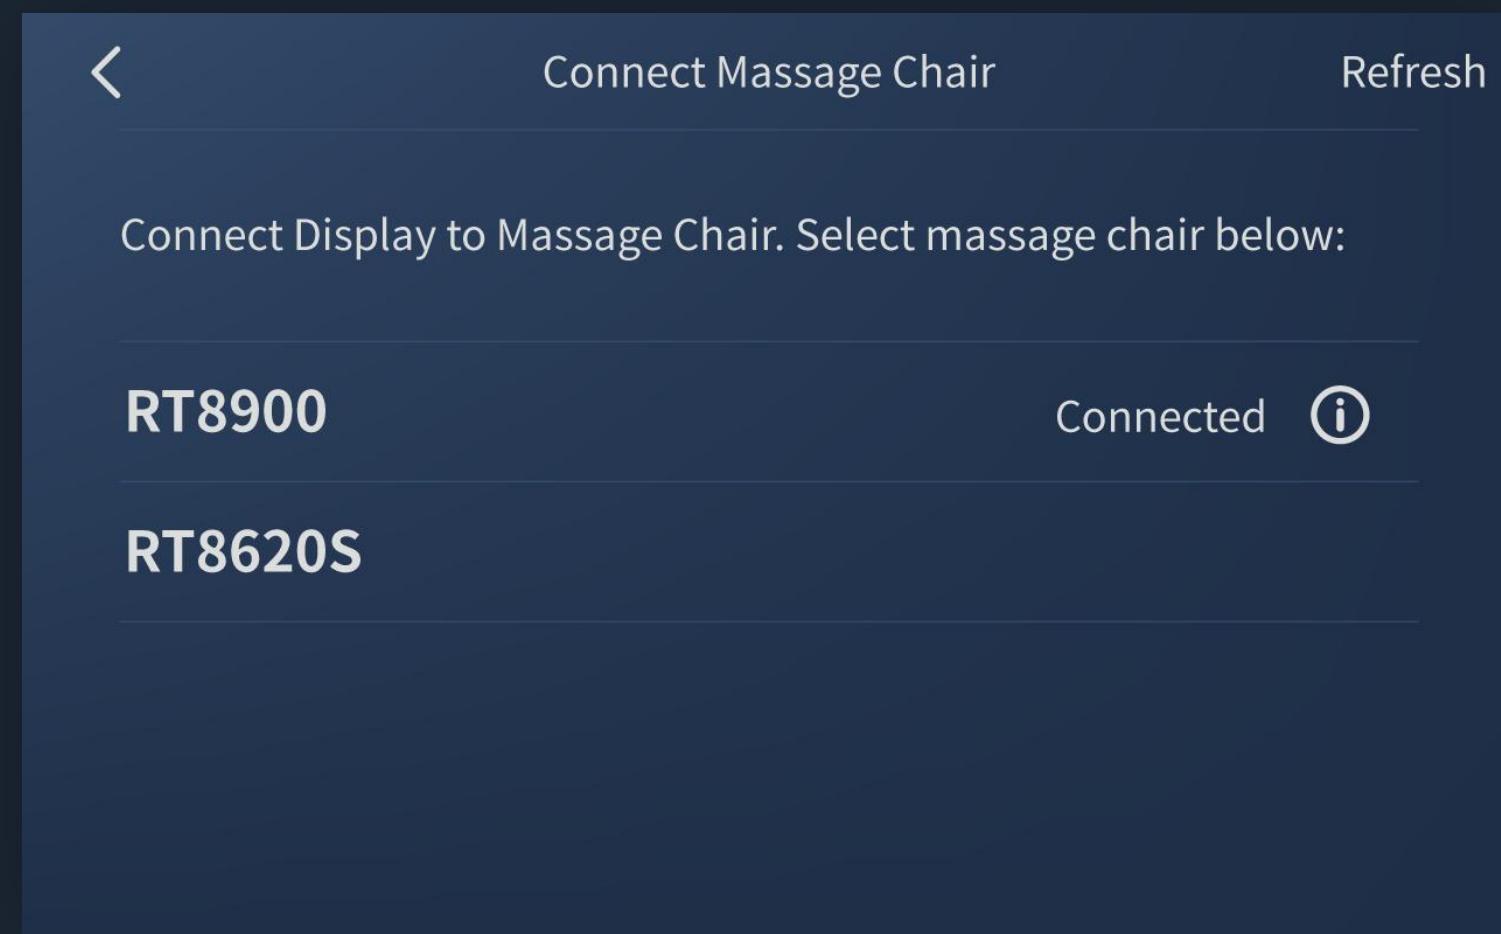 Connect Massage Chair
Refresh
Connect Display to Massage Chair. Select massage chair below:
RT8900
Connected
RT8620S